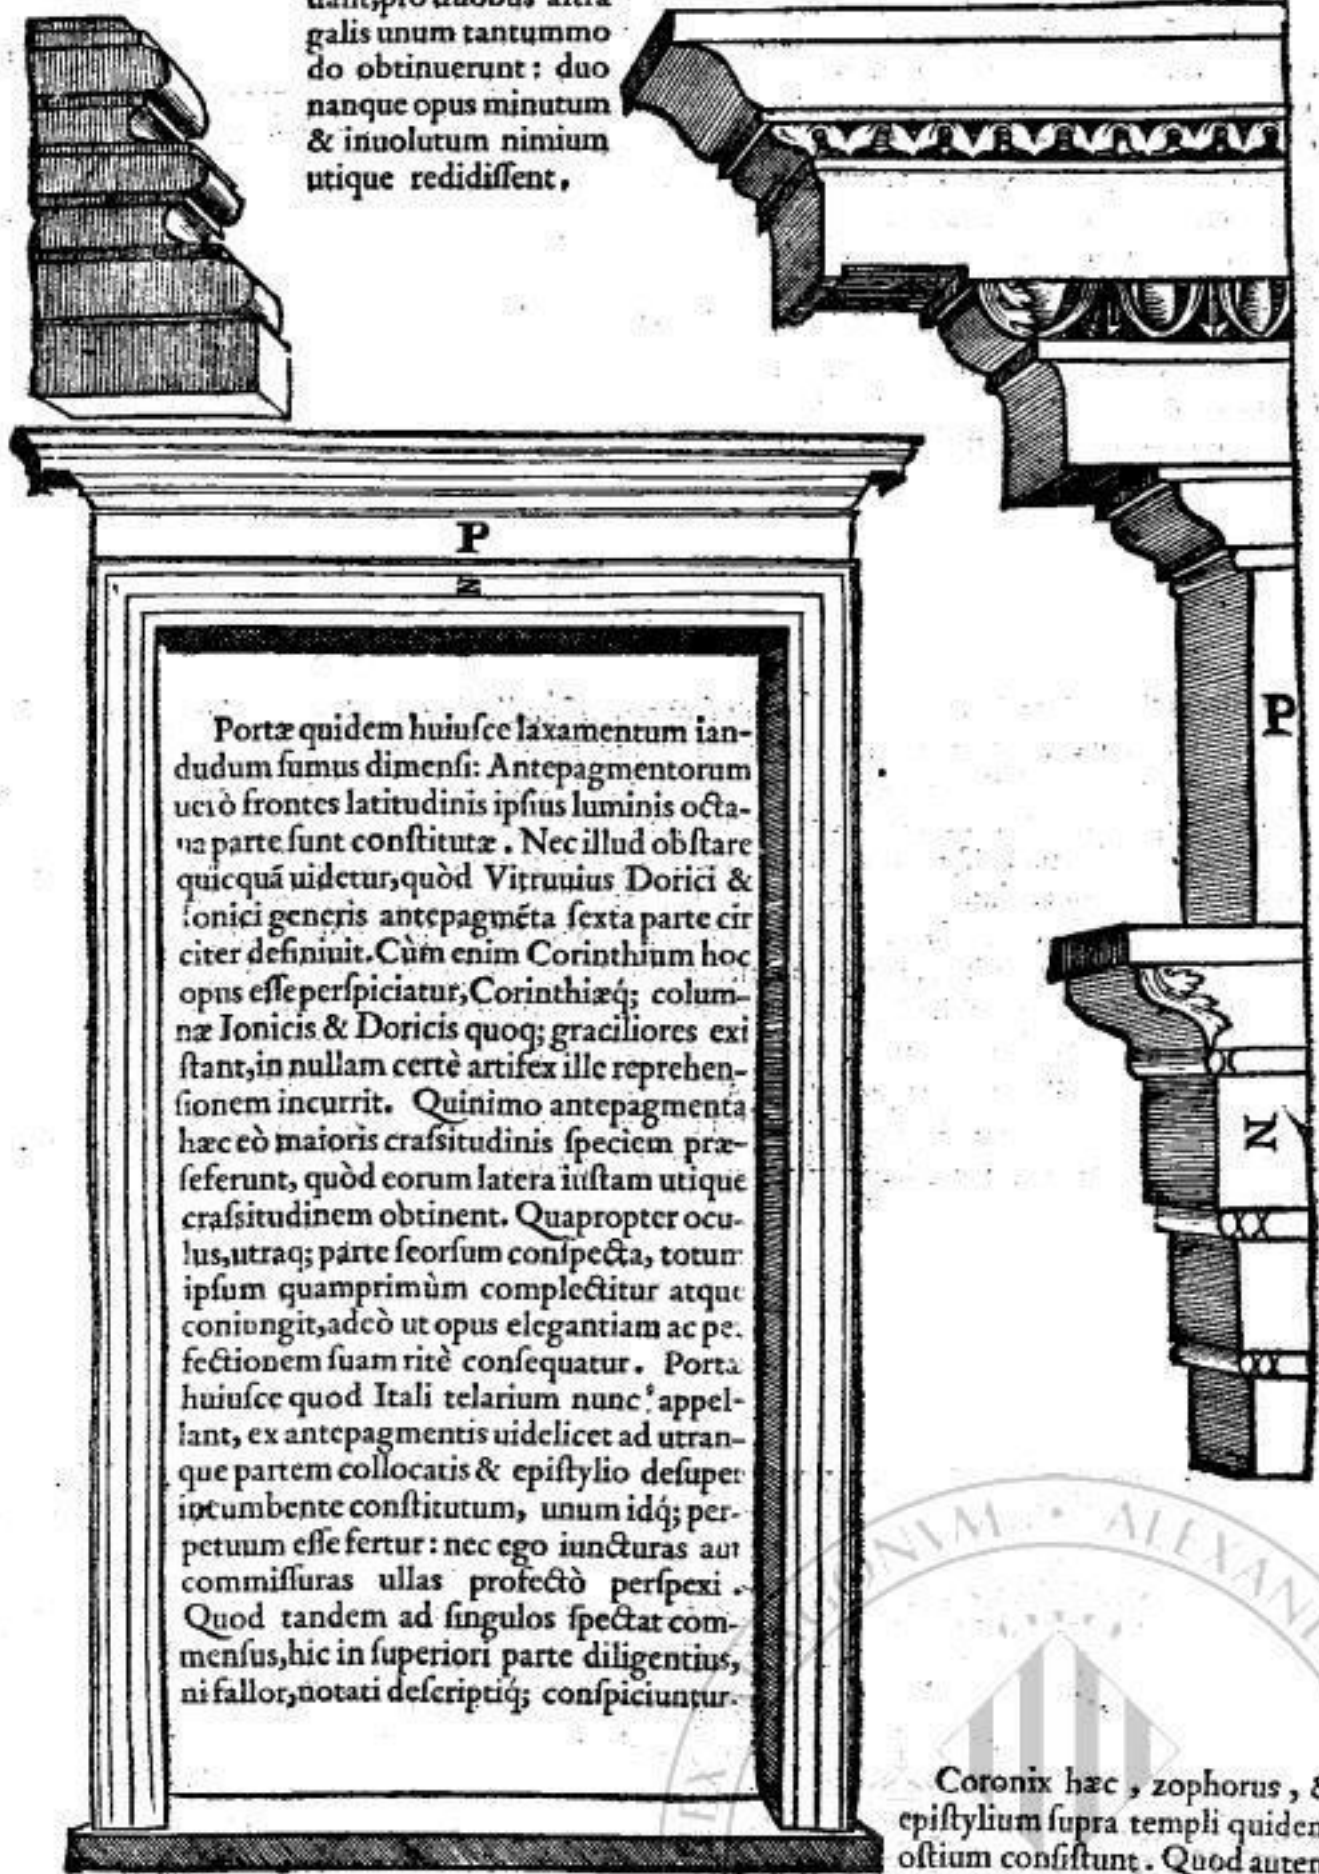 galis unum tantummo
do obtinuerunt: duo
nanque opus minutum
& inuolutum nimium
utique redidiſſent,
P
N
Portæ quidem huiuſce laxamentum ian-
dudum ſumus dimenſi: Antepagmentorum
uerò frontes latitudinis ipſius luminis octa-
ua parte ſunt conſtitutæ. Nec illud obſtare
quicquã uidetur, quòd Vitruuius Dorici &
Ionici generis antepagmẽta ſexta parte cir
citer definiuit. Cùm enim Corinthium hoc
opus eſſe perſpiciatur, Corinthiæq́; colum-
næ Ionicis & Doricis quoq; graciliores exi
ſtant, in nullam certè artifex ille reprehen-
ſionem incurrit. Quinimo antepagmenta
hæc eò maioris craſsitudinis ſpeciem præ-
ſeferunt, quòd eorum latera iuſtam utique
craſsitudinem obtinent. Quapropter ocu-
lus, utraq; parte ſeorſum conſpecta, totum
ipſum quamprimùm complectitur atque
coniungit, adeò ut opus elegantiam ac pe.
fectionem ſuam ritè conſequatur. Porta
huiuſce quod Itali telarium nunc appel-
lant, ex antepagmentis uidelicet ad utran-
que partem collocatis & epiſtylio deſuper
incumbente conſtitutum, unum idq́; per-
petuum eſſe fertur: nec ego iuncturas aut
commiſſuras ullas profectò perſpexi.
Quod tandem ad ſingulos ſpectat com-
menſus, hic in ſuperiori parte diligentius,
ni fallor, notati deſcriptiq́; conſpiciuntur.
P
N
EX
ALEXAN
Coronix hæc, zophorus, &
epiſtylium ſupra templi quidem
oſtium conſiſtunt. Quod autem